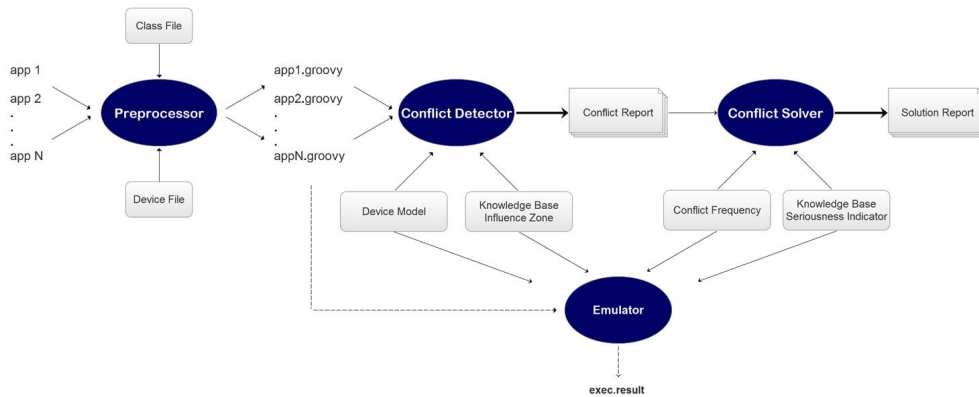 Class File
app 1
app 2
.
.
app N
Preprocessor
Device File
app1.groovy
app2.groovy
.
.
appN.groovy
Conflict Detector
Conflict Report
Conflict Solver
Solution Report
Device Model
Knowledge Base
Influence Zone
Conflict Frequency
Knowledge Base
Seriousness Indicator
Emulator
exec.result